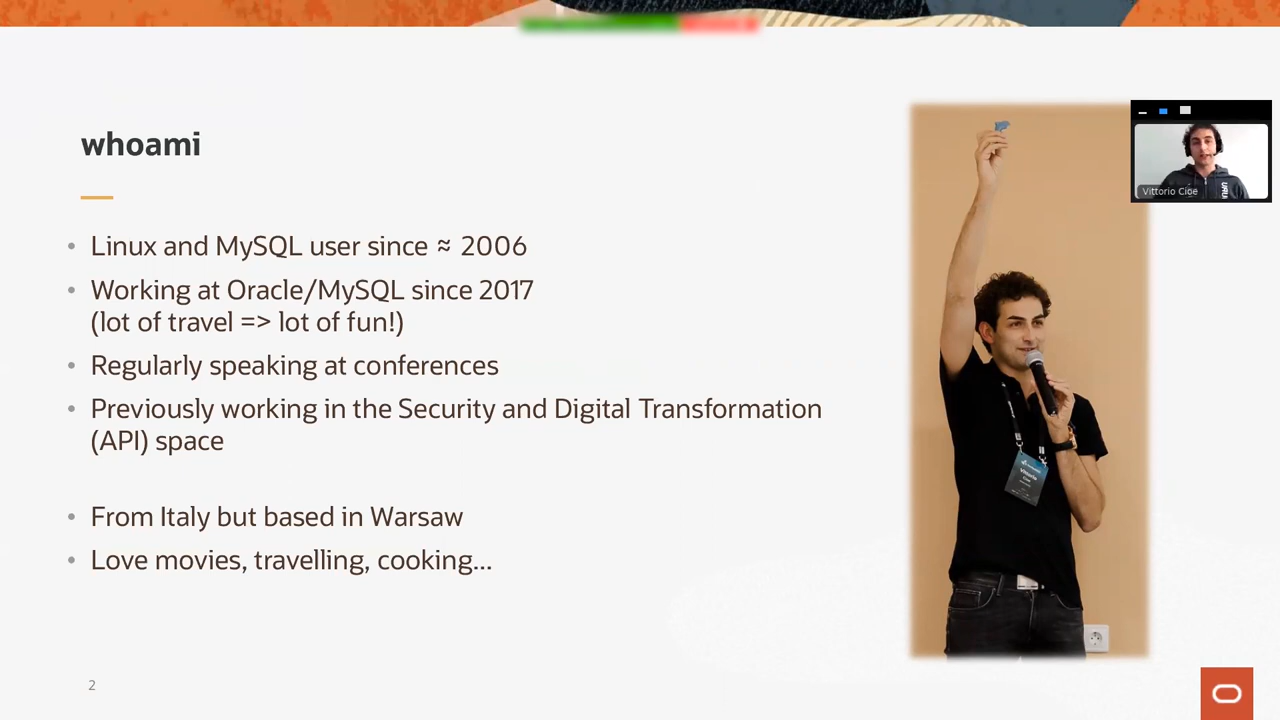 whoami
Linux and MySQL user since ≈ 2006
Working at Oracle/MySQL since 2017
(lot of travel => lot of fun!)
Regularly speaking at conferences
Previously working in the Security and Digital Transformation
(API) space
From Italy but based in Warsaw
Love movies, travelling, cooking...
2
Vittorio Cioe
Vittorio
Cioe